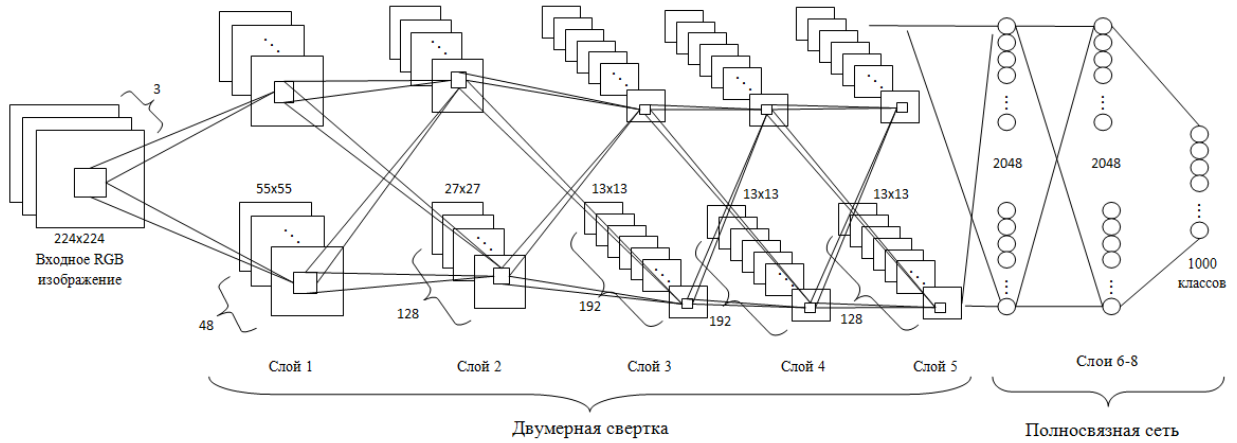 3
224x224
Входное RGB
изображение
55x55
48
Слой 1
27x27
128
Слой 2
13x13
192
Слой 3
13x13
192
Слой 4
13x13
128
Слой 5
Двумерная свертка
2048
2048
1000
классов
Слои 6-8
Полносвязная сеть